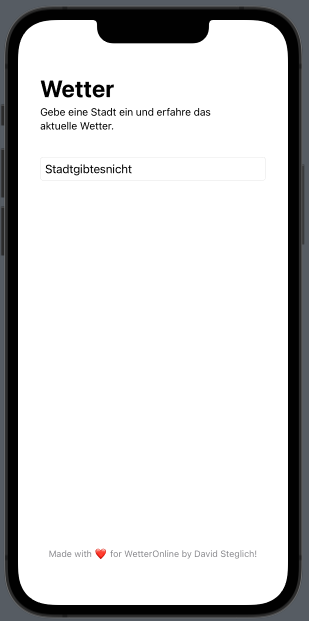 Wetter
Gebe eine Stadt ein und erfahre das
aktuelle Wetter.
Stadtgibtesnicht
Made with ❤️ for WetterOnline by David Steglich!